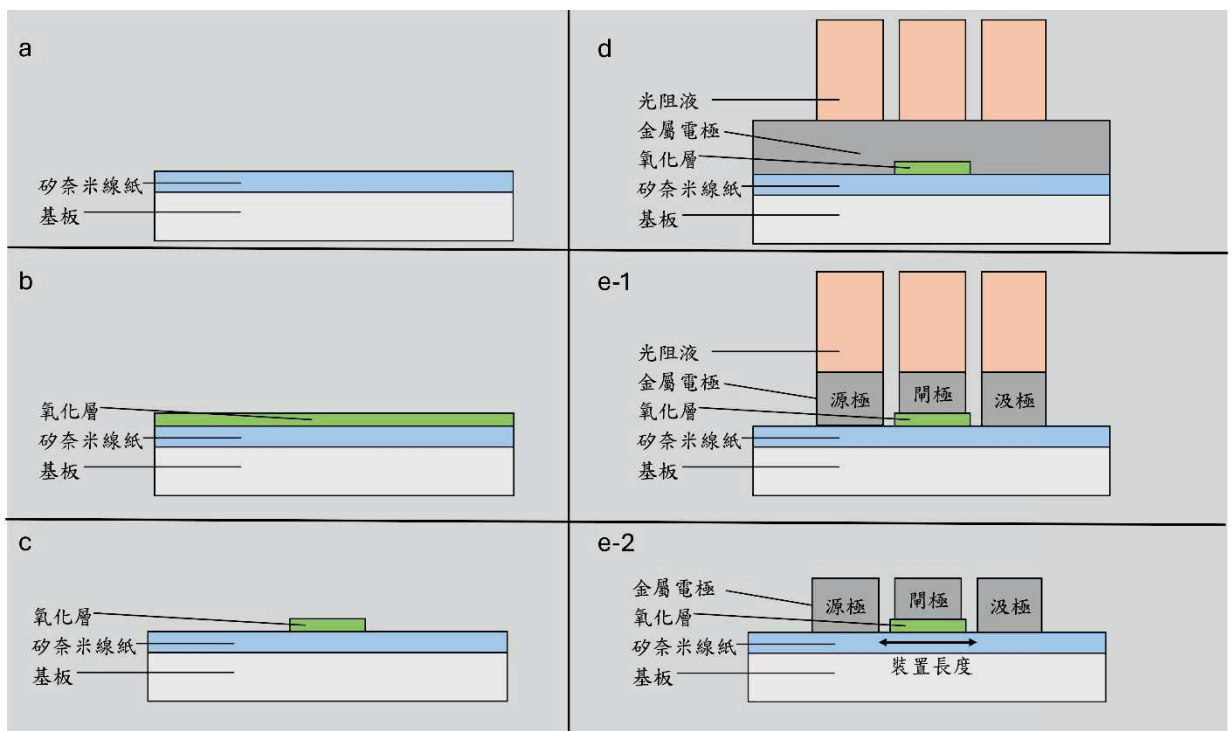 a
矽奈米線紙
基板
b
氧化層
矽奈米線紙
基板
c
氧化層
矽奈米線紙
基板
d
光阻液
金屬電極
氧化層
矽奈米線紙
基板
e-1
光阻液
金屬電極
源極 閘極 汲極
氧化層
矽奈米線紙
基板
e-2
金屬電極
源極 閘極 汲極
氧化層
矽奈米線紙
裝置長度
基板